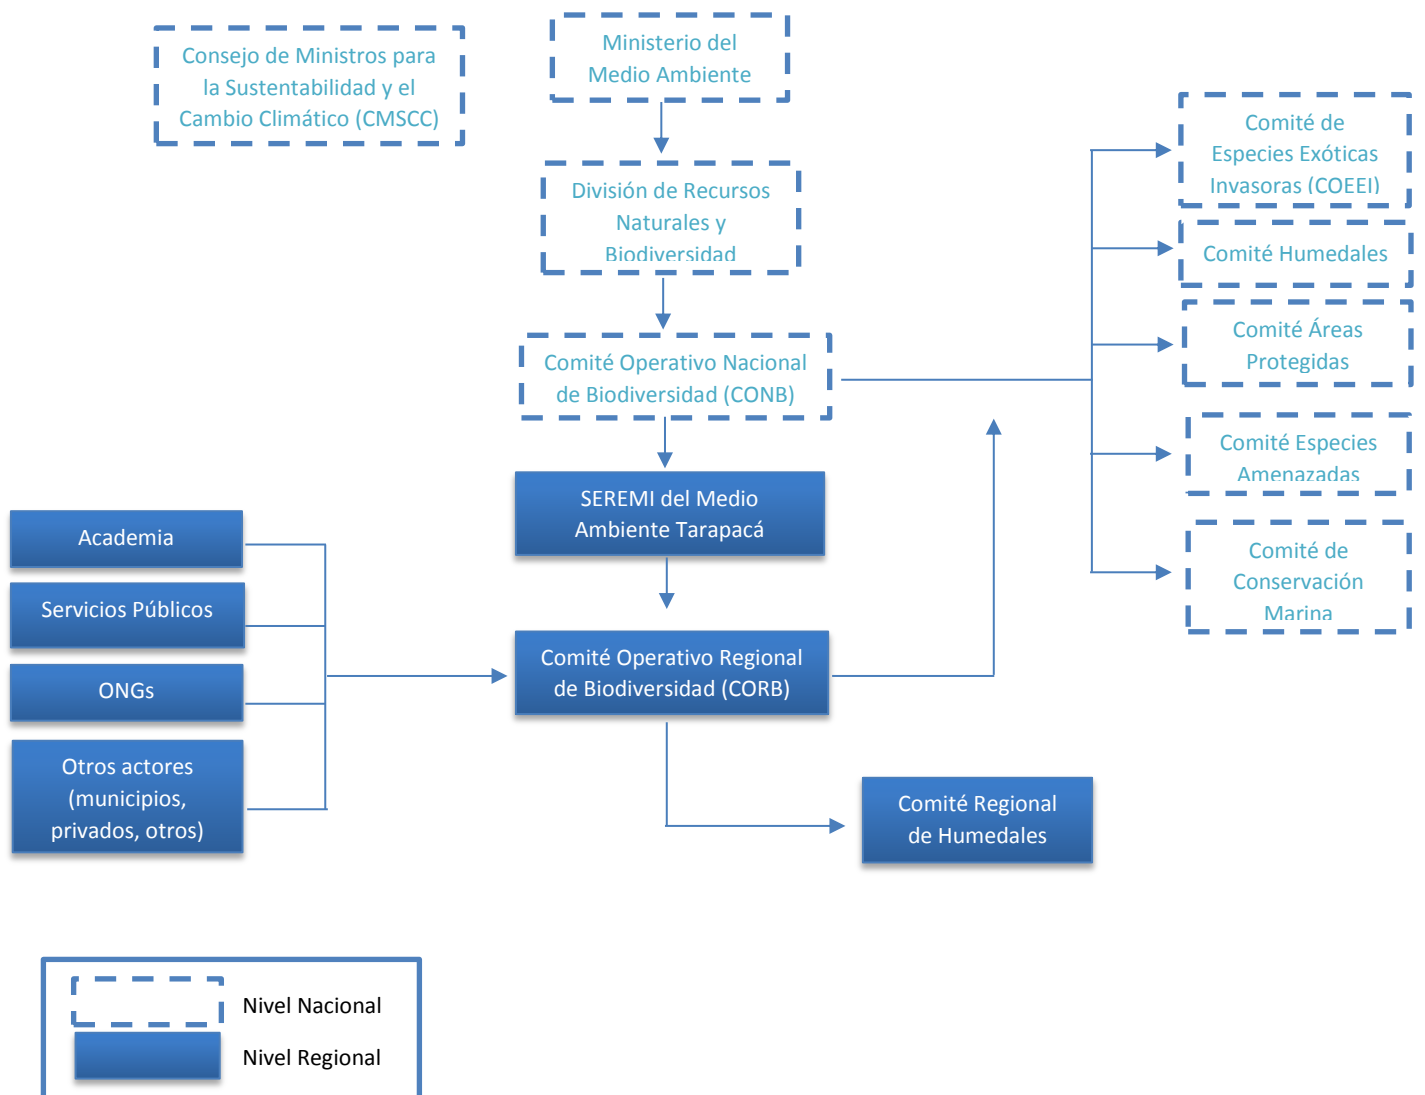 Consejo de Ministros para
la Sustentabilidad y el
Cambio Climático (CMSCC)
Ministerio del
Medio Ambiente
División de Recursos
Naturales y
Biodiversidad
Comité Operativo Nacional
de Biodiversidad (CONB)
Comité de
Especies Exóticas
Invasoras (COEEI)
Comité Humedales
Comité Áreas
Protegidas
Comité Especies
Amenazadas
Comité de
Conservación
Marina
SEREMI del Medio
Ambiente Tarapacá
Academia
Servicios Públicos
ONGs
Otros actores
(municipios,
privados, otros)
Comité Operativo Regional
de Biodiversidad (CORB)
Comité Regional
de Humedales
Nivel Nacional
Nivel Regional